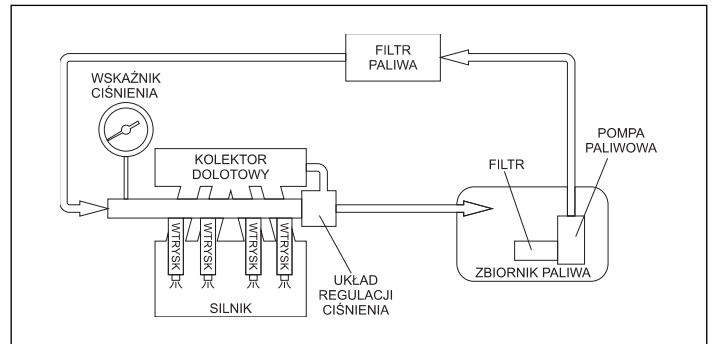 FILTR
PALIWA
WSKAŹNIK
CIŚNIENIA
POMPA
PALIWOWA
KOLEKTOR
DOLOTOWY
FILTR
WTRYSK
WTRYSK
WTRYSK
WTRYSK
ZBIORNIK PALIWA
UKŁAD
REGULACJI
CIŚNIENIA
SILNIK